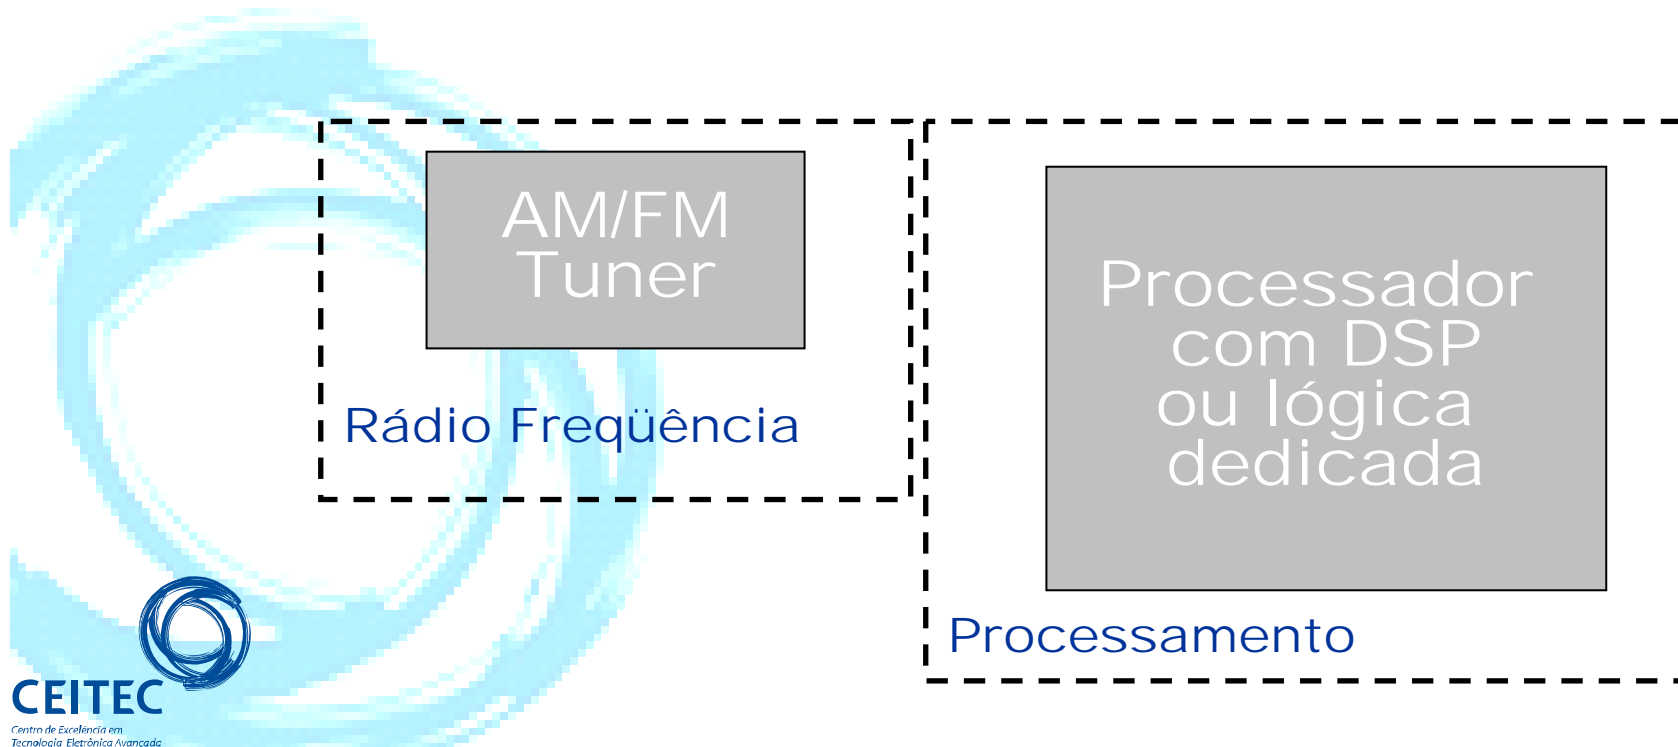 AM/FM
Tuner
Rádio Freqüência
Processador
com DSP
ou lógica
dedicada
Processamento
CEITEC
Centro de Excelência em
Tecnologia Eletrônica Avançada